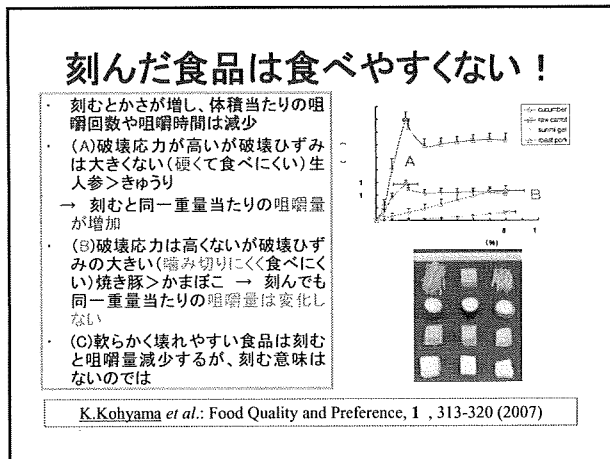 刻んだ食品は食べやすくない！
・ 刻むとかさが増し、体積当たりの咀
嚼回数や咀嚼時間は減少
・ (A)破壊応力が高いが破壊ひずみ
は大きくない(硬くて食べにくい)生
人参＞きゅうり
→ 刻むと同一重量当たりの咀嚼量
が増加
・ (B)破壊応力は高くないが破壊ひず
みの大きい(噛み切りにくく食べにく
い)焼き豚＞かまぼこ → 刻んでも
同一重量当たりの咀嚼量は変化し
ない
・ (C)軟らかく壊れやすい食品は刻む
と咀嚼量減少するが、刻む意味は
ないのでは
cucumber
raw carrot
surimi gel
roast pork
A
B
1
1
8 1
(%)
K.Kohyama et al.: Food Quality and Preference, 1 , 313-320 (2007)